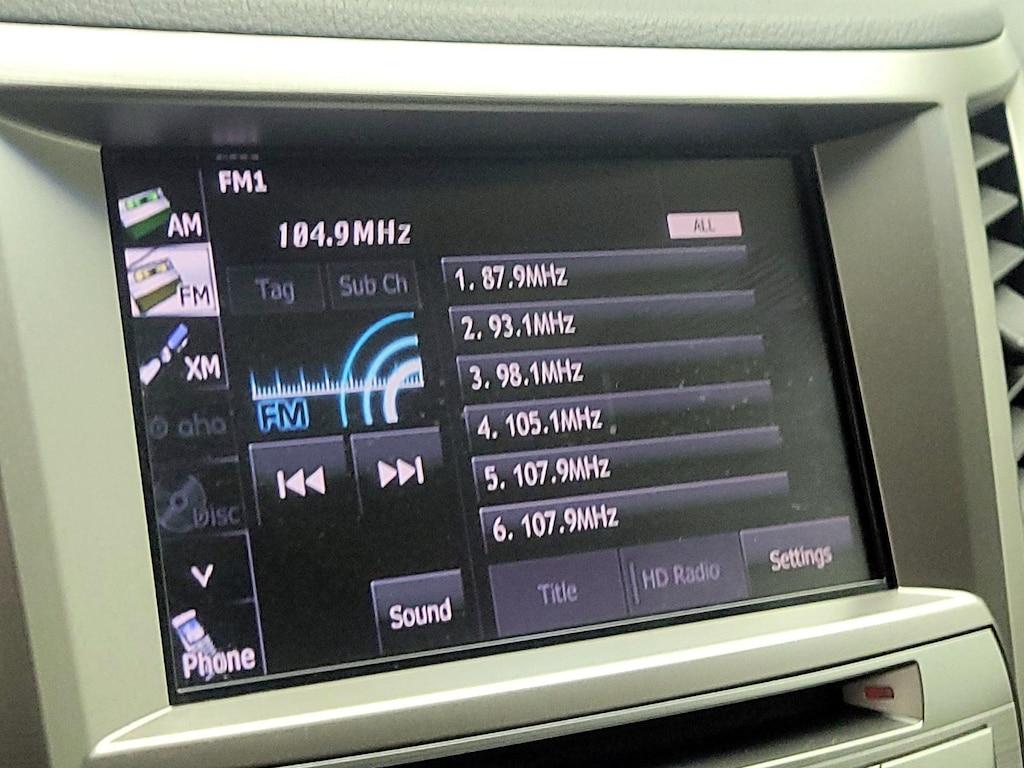 FM1
104.9MHz
ALL
AM
FM
XM
aha
Disc
Phone
Tag
Sub Ch
FM
Sound
1. 87.9MHz
2. 93.1MHz
3. 98.1MHz
4. 105.1MHz
5. 107.9MHz
6. 107.9MHz
Title
HD Radio
Settings